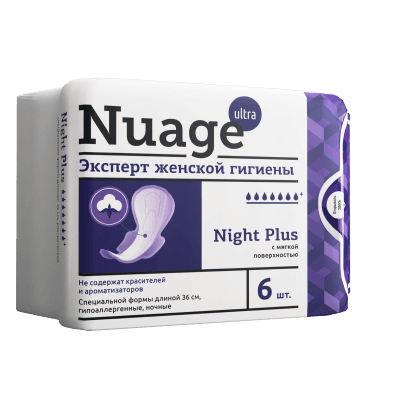 Nuage
ultra
Эксперт женской гигиены
Night Plus
с мягкой
поверхностью
6 шт.
Не содержат красителей
и ароматизаторов
Специальной формы длиной 36 см,
гипоаллергенные, ночные
Night Plus